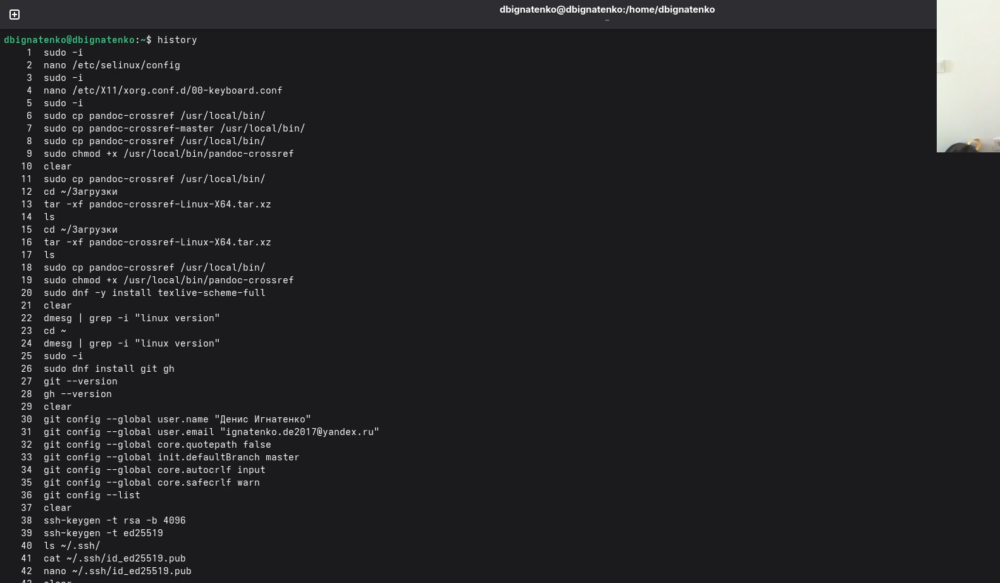 dbignatenko@dbignatenko:/home/dbignatenko
~
dbignatenko@dbignatenko:~$ history
1 sudo -i
2 nano /etc/selinux/config
3 sudo -i
4 nano /etc/X11/xorg.conf.d/00-keyboard.conf
5 sudo -i
6 sudo cp pandoc-crossref /usr/local/bin/
7 sudo cp pandoc-crossref-master /usr/local/bin/
8 sudo cp pandoc-crossref /usr/local/bin/
9 sudo chmod +x /usr/local/bin/pandoc-crossref
10 clear
11 sudo cp pandoc-crossref /usr/local/bin/
12 cd ~/Загрузки
13 tar -xf pandoc-crossref-Linux-X64.tar.xz
14 ls
15 cd ~/Загрузки
16 tar -xf pandoc-crossref-Linux-X64.tar.xz
17 ls
18 sudo cp pandoc-crossref /usr/local/bin/
19 sudo chmod +x /usr/local/bin/pandoc-crossref
20 sudo dnf -y install texlive-scheme-full
21 clear
22 dmesg | grep -i "linux version"
23 cd ~
24 dmesg | grep -i "linux version"
25 sudo -i
26 sudo dnf install git gh
27 git --version
28 gh --version
29 clear
30 git config --global user.name "Денис Игнатенко"
31 git config --global user.email "ignatenko.de2017@yandex.ru"
32 git config --global core.quotepath false
33 git config --global init.defaultBranch master
34 git config --global core.autocrlf input
35 git config --global core.safecrlf warn
36 git config --list
37 clear
38 ssh-keygen -t rsa -b 4096
39 ssh-keygen -t ed25519
40 ls ~/.ssh/
41 cat ~/.ssh/id_ed25519.pub
42 nano ~/.ssh/id_ed25519.pub
43 clear